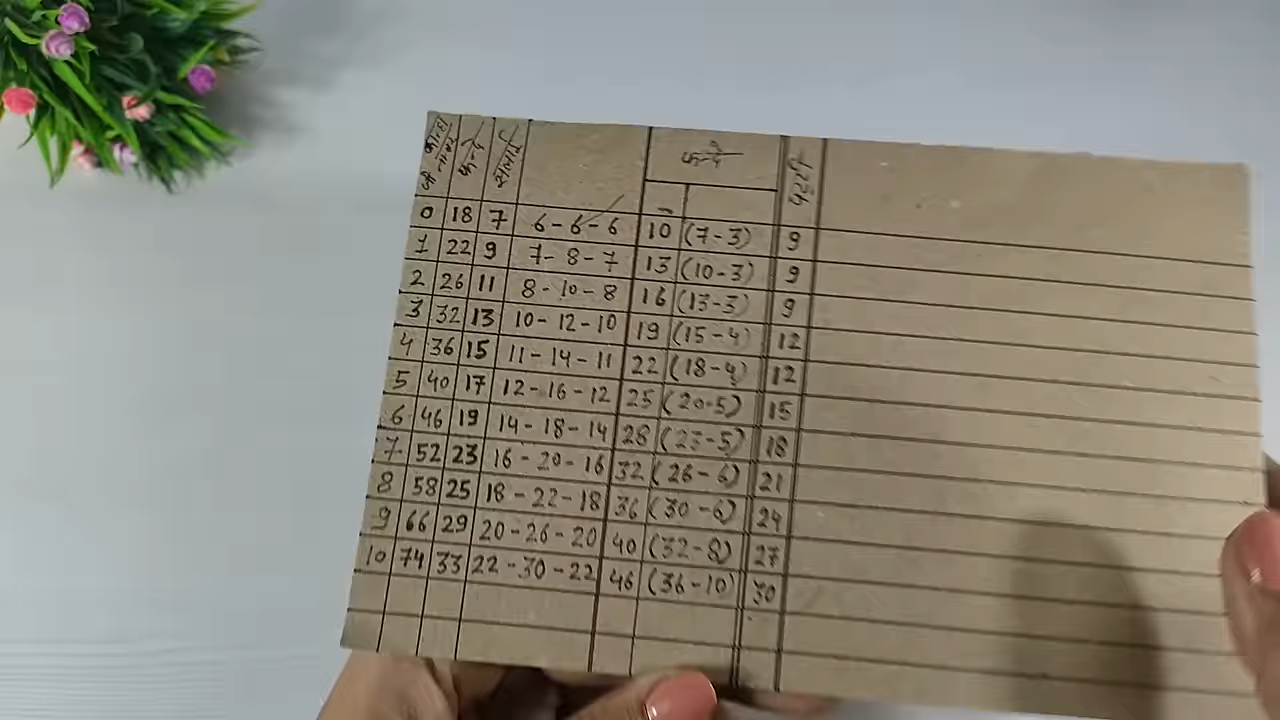 फन्दे
0 18 7 6-6-6 10 (7-3) 9
1 22 9 7-8-7 13 (10-3) 9
2 26 11 8-10-8 16 (13-3) 9
3 32 13 10-12-10 19 (15-4) 12
4 36 15 11-14-11 22 (18-4) 12
5 40 17 12-16-12 25 (20-5) 15
6 46 19 14-18-14 28 (23-5) 18
7 52 23 16-20-16 32 (26-6) 21
8 58 25 18-22-18 36 (30-6) 24
9 66 29 20-26-20 40 (32-8) 27
10 74 33 22-30-22 46 (36-10) 30